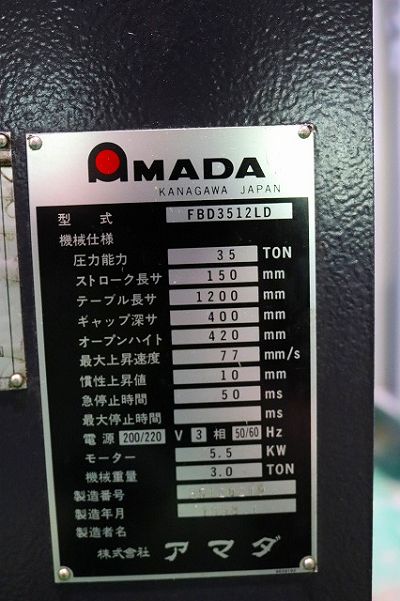 AMADA
KANAGAWA JAPAN
型式 FBD3512LD
機械仕様
圧力能力 35 TON
ストローク長サ 150 mm
テーブル長サ 1200 mm
ギャップ深サ 400 mm
オープンハイト 420 mm
最大上昇速度 77 mm/s
慣性上昇値 10 mm
急停止時間 50 ms
最大停止時間 ms
電源 200/220 V 3 相 50/60 Hz
モーター 5.5 KW
機械重量 3.0 TON
製造番号
製造年月
製造者名
株式会社 アマダ